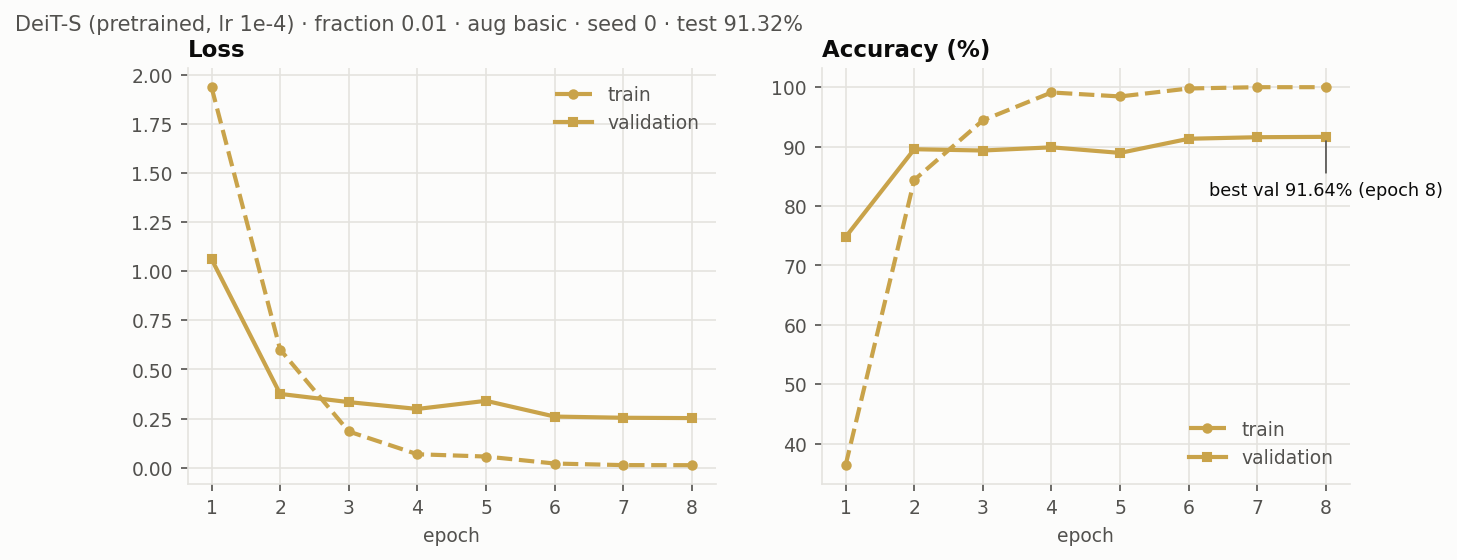 DeiT-S (pretrained, lr 1e-4) · fraction 0.01 · aug basic · seed 0 · test 91.32%
Loss
2.00
1.75
1.50
1.25
1.00
0.75
0.50
0.25
0.00
train
validation
1 2 3 4 5 6 7 8
epoch
Accuracy (%)
100
90
80
70
60
50
40
best val 91.64% (epoch 8)
train
validation
1 2 3 4 5 6 7 8
epoch